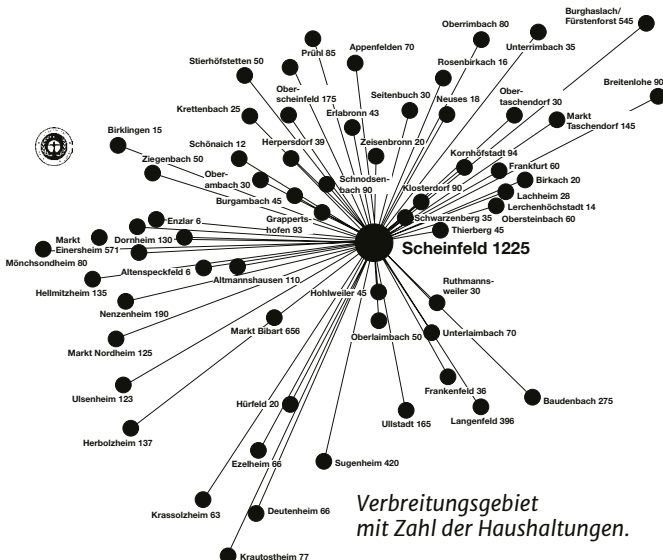 Burghaslach/
Fürstenforst 545
Oberrimbach 80
Unterrimbach 35
Prühl 85
Appenfelden 70
Stierhöfstetten 50
Rosenbirkach 16
Breitenlohe 90
Ober-
scheinfeld 175
Seitenbuch 30
Neuses 18
Ober-
taschendorf 30
Krettenbach 25
Erlabronn 43
Markt
Taschendorf 145
Birklingen 15
Schönaich 12
Herpersdorf 39
Zeisenbronn 20
Kornhöfstadt 94
Ziegenbach 50
Frankfurt 60
Birkach 20
Ober-
ambach 30
Schnodsen-
bach 90
Klosterdorf 90
Lachheim 28
Lerchenhöchstadt 14
Burgambach 45
Grapperts-
hofen 93
Schwarzenberg 35
Obersteinbach 60
Enzlar 6
Thierberg 45
Markt
Einersheim 571
Dornheim 130
Scheinfeld 1225
Mönchsondheim 80
Altenspeckfeld 6
Altmannshausen 110
Hellmitzheim 135
Hohlweiler 45
Ruthmanns-
weiler 30
Nenzenheim 190
Markt Bibart 656
Oberlaimbach 50
Unterlaimbach 70
Markt Nordheim 125
Ulsenheim 123
Frankenfeld 36
Baudenbach 275
Hürfeld 20
Ullstadt 165
Langenfeld 396
Herbolzheim 137
Ezelheim 66
Sugenheim 420
Krassolzheim 63
Deutenheim 66
Verbreitungsgebiet
mit Zahl der Haushaltungen.
Krautostheim 77